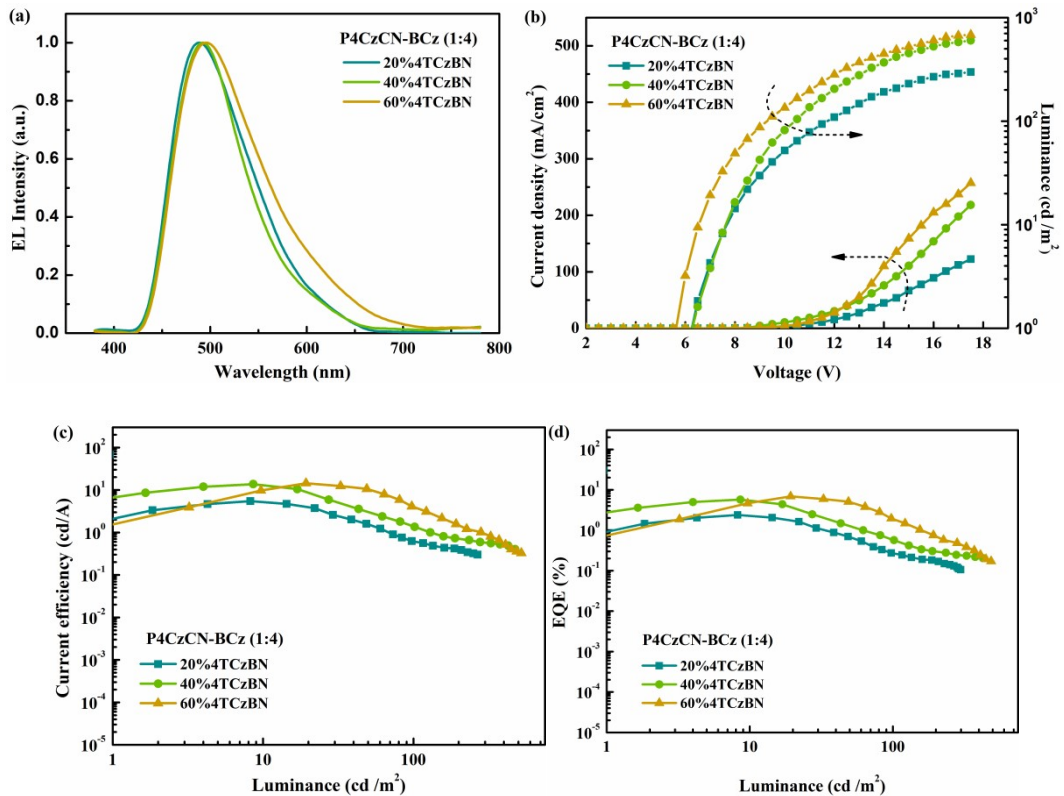 (a)
P4CzCN-BCz (1:4)
20%4TCzBN
40%4TCzBN
60%4TCzBN
EL Intensity (a.u.)
1.0
0.8
0.6
0.4
0.2
0.0
400 500 600 700 800
Wavelength (nm)
(b)
P4CzCN-BCz (1:4)
20%4TCzBN
40%4TCzBN
60%4TCzBN
Current density (mA/cm²)
500
400
300
200
100
0
10³
10²
10¹
10⁰
Luminance (cd /m²)
2 4 6 8 10 12 14 16 18
Voltage (V)
(c)
Current efficiency (cd/A)
10²
10¹
10⁰
10⁻¹
10⁻²
10⁻³
10⁻⁴
10⁻⁵
P4CzCN-BCz (1:4)
20%4TCzBN
40%4TCzBN
60%4TCzBN
1 10 100
Luminance (cd /m²)
(d)
EQE (%)
10²
10¹
10⁰
10⁻¹
10⁻²
10⁻³
10⁻⁴
10⁻⁵
P4CzCN-BCz (1:4)
20%4TCzBN
40%4TCzBN
60%4TCzBN
1 10 100
Luminance (cd /m²)